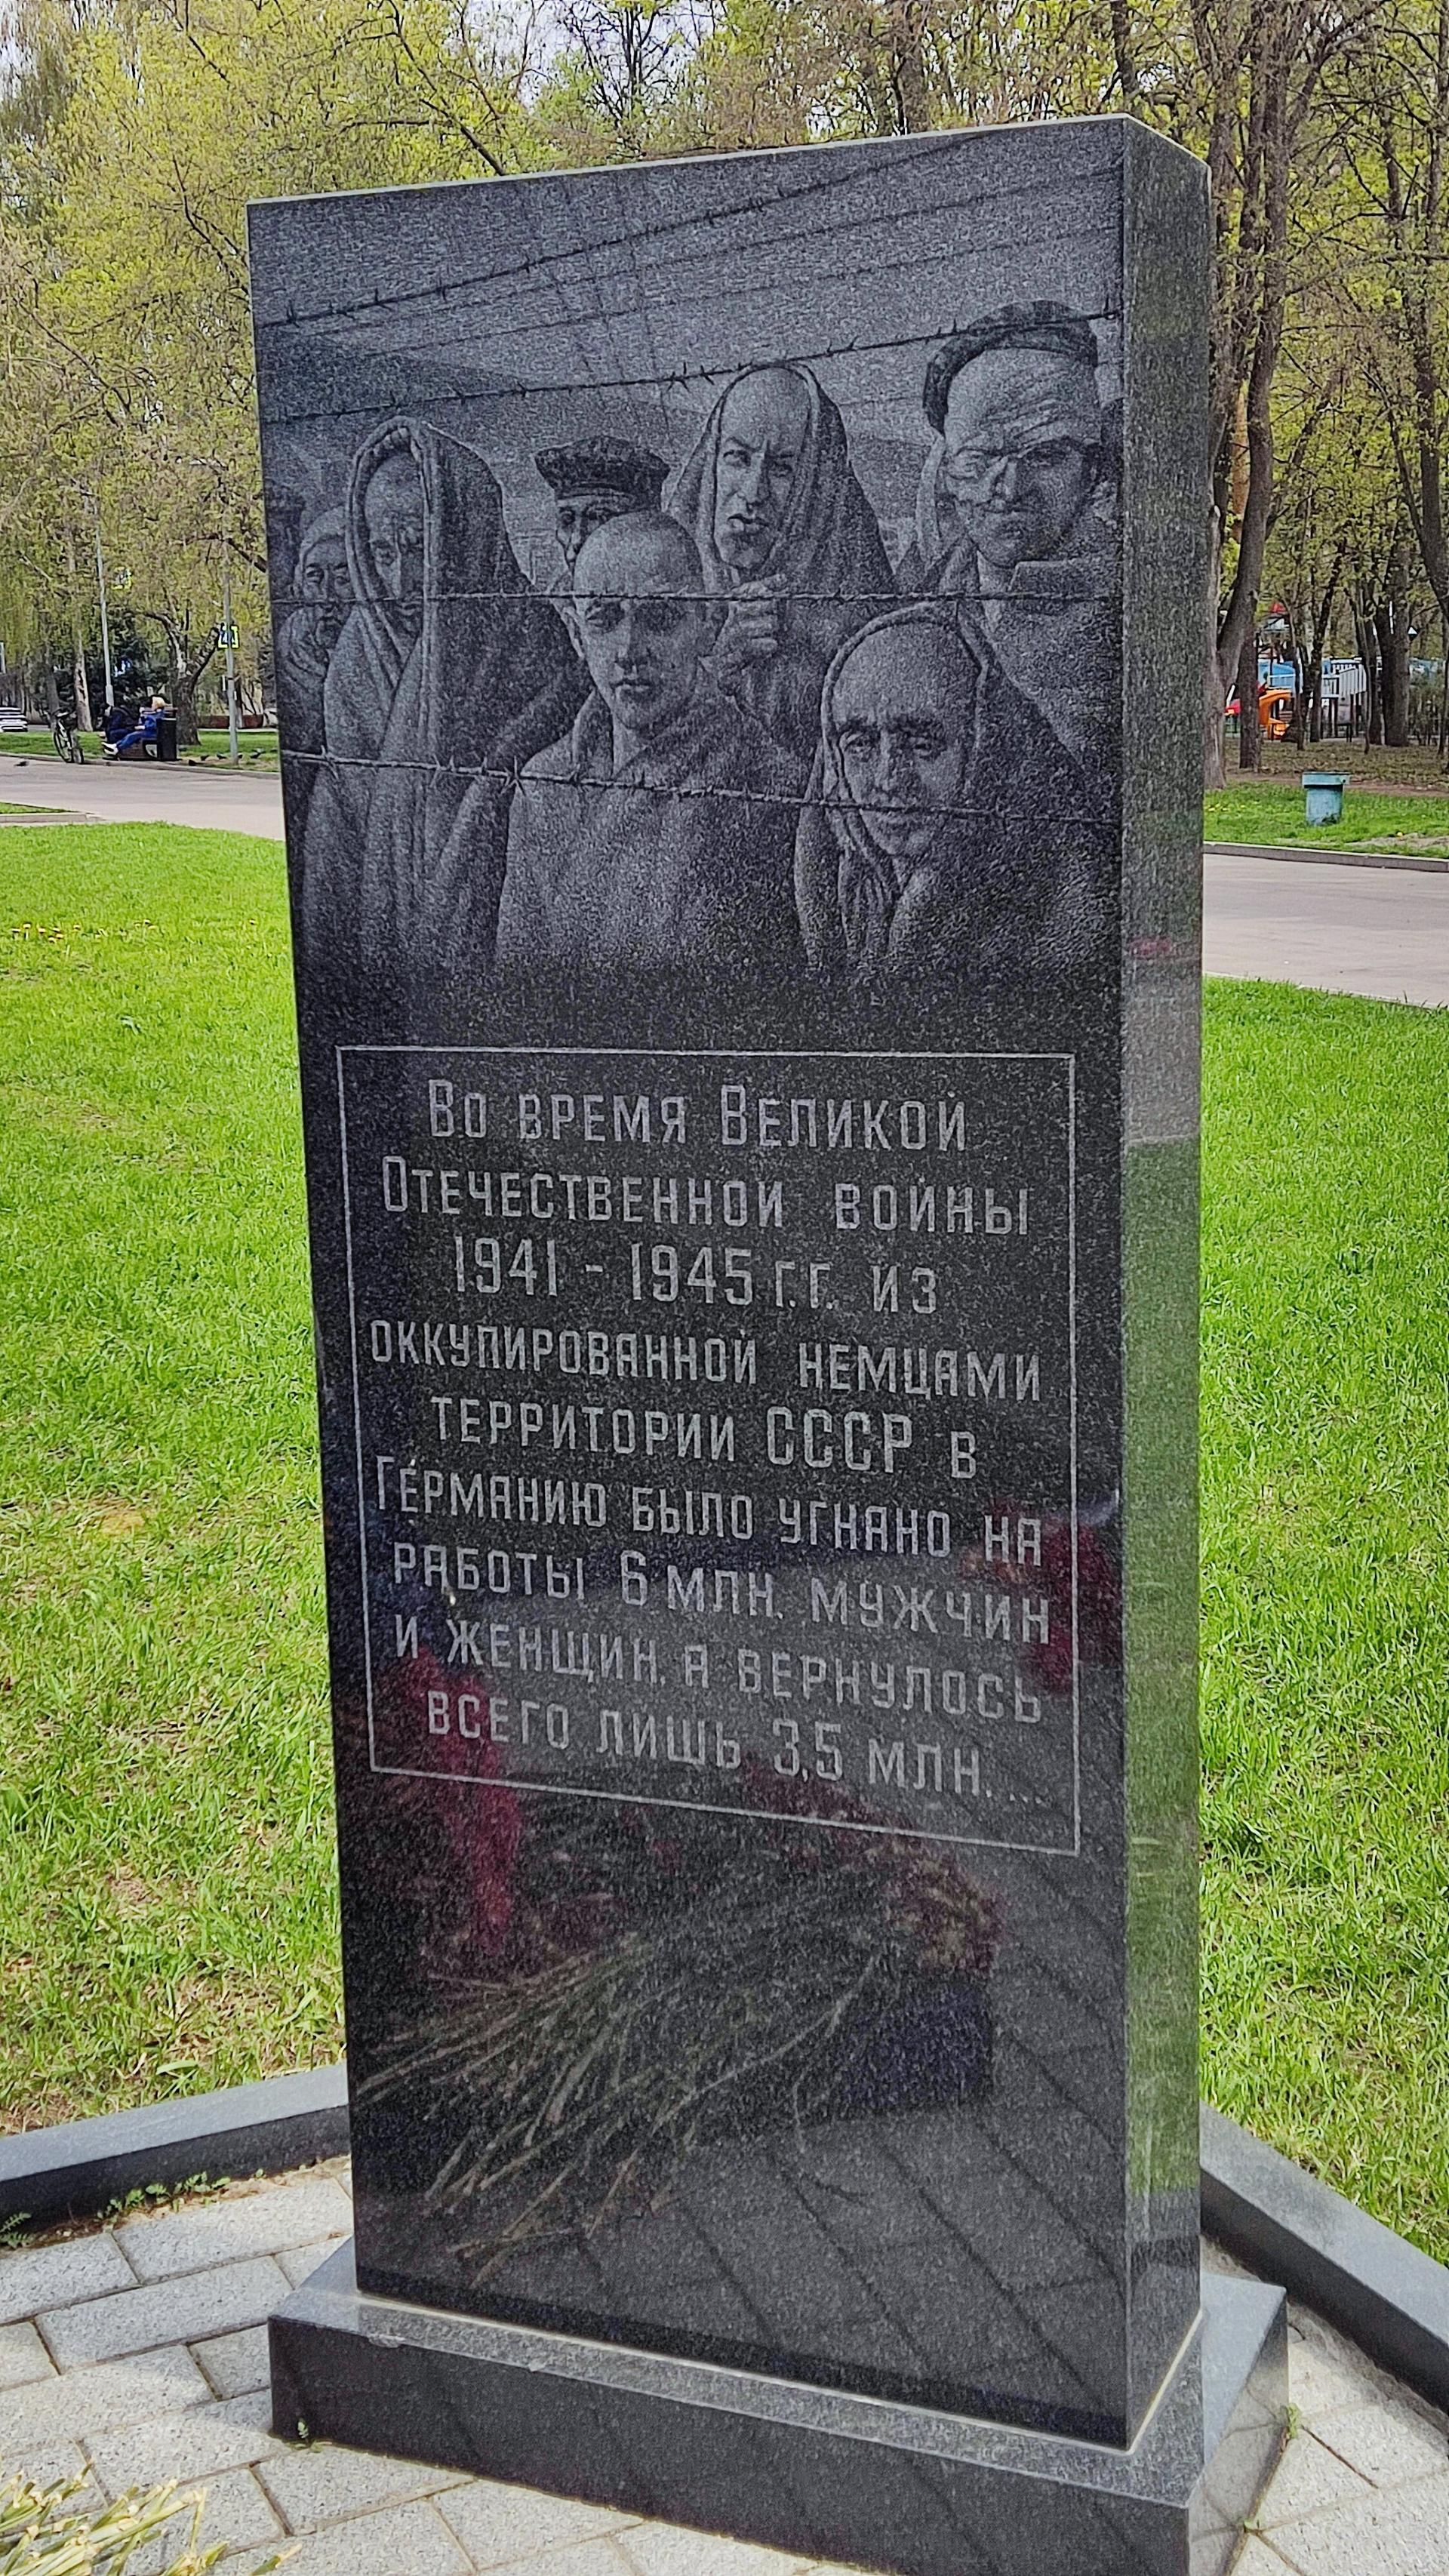 Во время Великой
Отечественной войны
1941 - 1945 г.г. из
оккупированной немцами
территории СССР в
Германию было угнано на
работы 6 млн. мужчин
и женщин, а вернулось
всего лишь 3,5 млн. ...